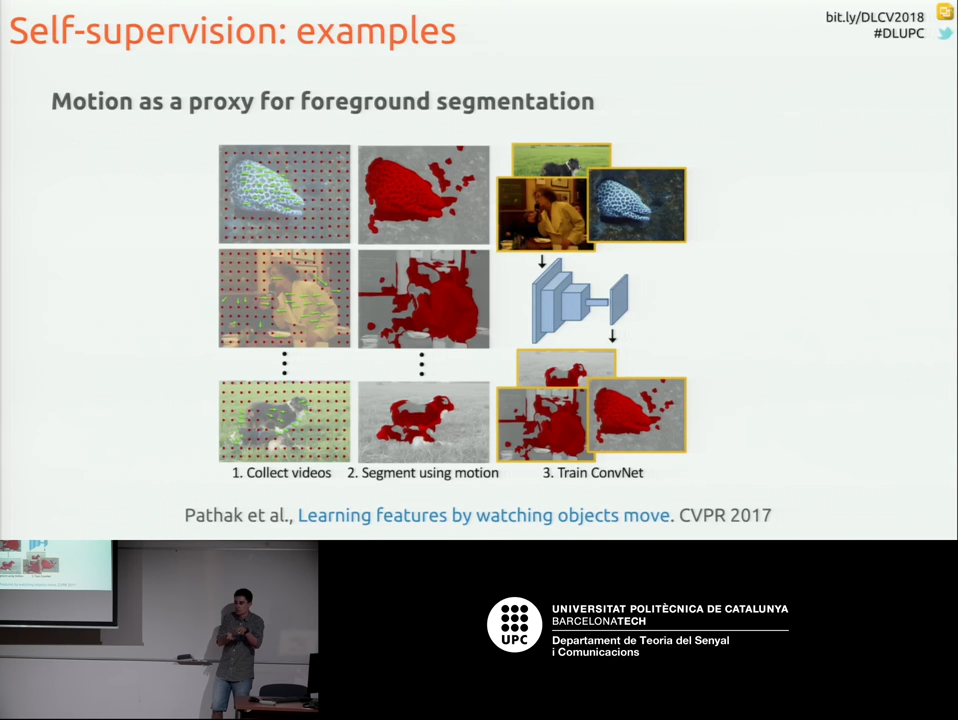 Self-supervision: examples
bit.ly/DLCV2018
#DLUPC
Motion as a proxy for foreground segmentation
1. Collect videos
2. Segment using motion
3. Train ConvNet
Pathak et al., Learning features by watching objects move. CVPR 2017
UPC
UNIVERSITAT POLITÈCNICA DE CATALUNYA
BARCELONATECH
Departament de Teoria del Senyal
i Comunicacions